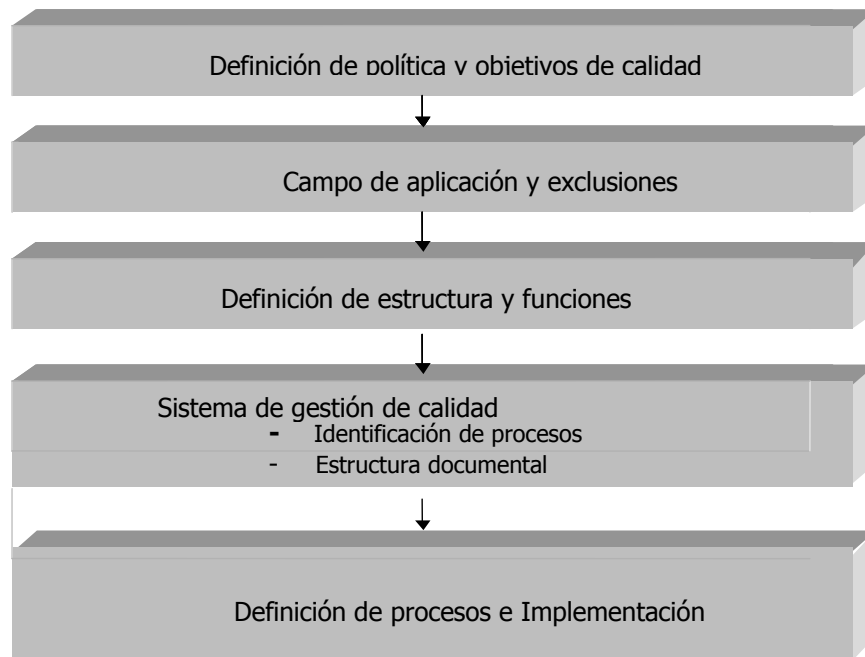 Definición de política y objetivos de calidad
Campo de aplicación y exclusiones
Definición de estructura y funciones
Sistema de gestión de calidad
- Identificación de procesos
- Estructura documental
Definición de procesos e Implementación